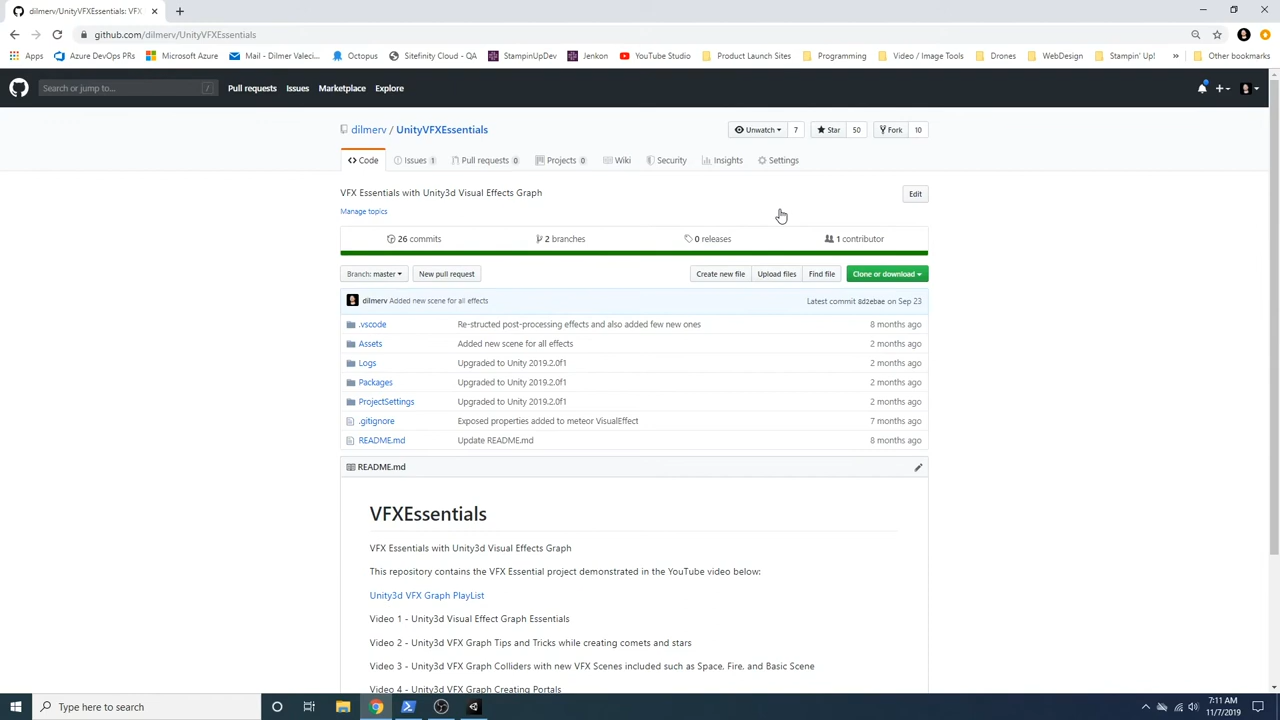 dilmerv/UnityVFXEssentials: VFX
github.com/dilmerv/UnityVFXEssentials
Apps
Azure DevOps PRs
Microsoft Azure
Mail - Dilmer Valeci...
Octopus
Sitefinity Cloud - QA
StampinUpDev
Jenkon
YouTube Studio
Product Launch Sites
Programming
Video / Image Tools
Drones
WebDesign
Stampin' Up!
»
Other bookmarks
Search or jump to...
/
Pull requests
Issues
Marketplace
Explore
dilmerv / UnityVFXEssentials
Unwatch 7
Star 50
Fork 10
Code
Issues 1
Pull requests 0
Projects 0
Wiki
Security
Insights
Settings
VFX Essentials with Unity3d Visual Effects Graph
Edit
Manage topics
26 commits
2 branches
0 releases
1 contributor
Branch: master
New pull request
Create new file
Upload files
Find file
Clone or download
dilmerv Added new scene for all effects
Latest commit 8d2ebae on Sep 23
.vscode
Re-structed post-processing effects and also added few new ones
8 months ago
Assets
Added new scene for all effects
2 months ago
Logs
Upgraded to Unity 2019.2.0f1
2 months ago
Packages
Upgraded to Unity 2019.2.0f1
2 months ago
ProjectSettings
Upgraded to Unity 2019.2.0f1
2 months ago
.gitignore
Exposed properties added to meteor VisualEffect
7 months ago
README.md
Update README.md
8 months ago
README.md
VFXEssentials
VFX Essentials with Unity3d Visual Effects Graph
This repository contains the VFX Essential project demonstrated in the YouTube video below:
Unity3d VFX Graph PlayList
Video 1 - Unity3d Visual Effect Graph Essentials
Video 2 - Unity3d VFX Graph Tips and Tricks while creating comets and stars
Video 3 - Unity3d VFX Graph Colliders with new VFX Scenes included such as Space, Fire, and Basic Scene
Video 4 - Unity3d VFX Graph Creating Portals
Type here to search
7:11 AM
11/7/2019